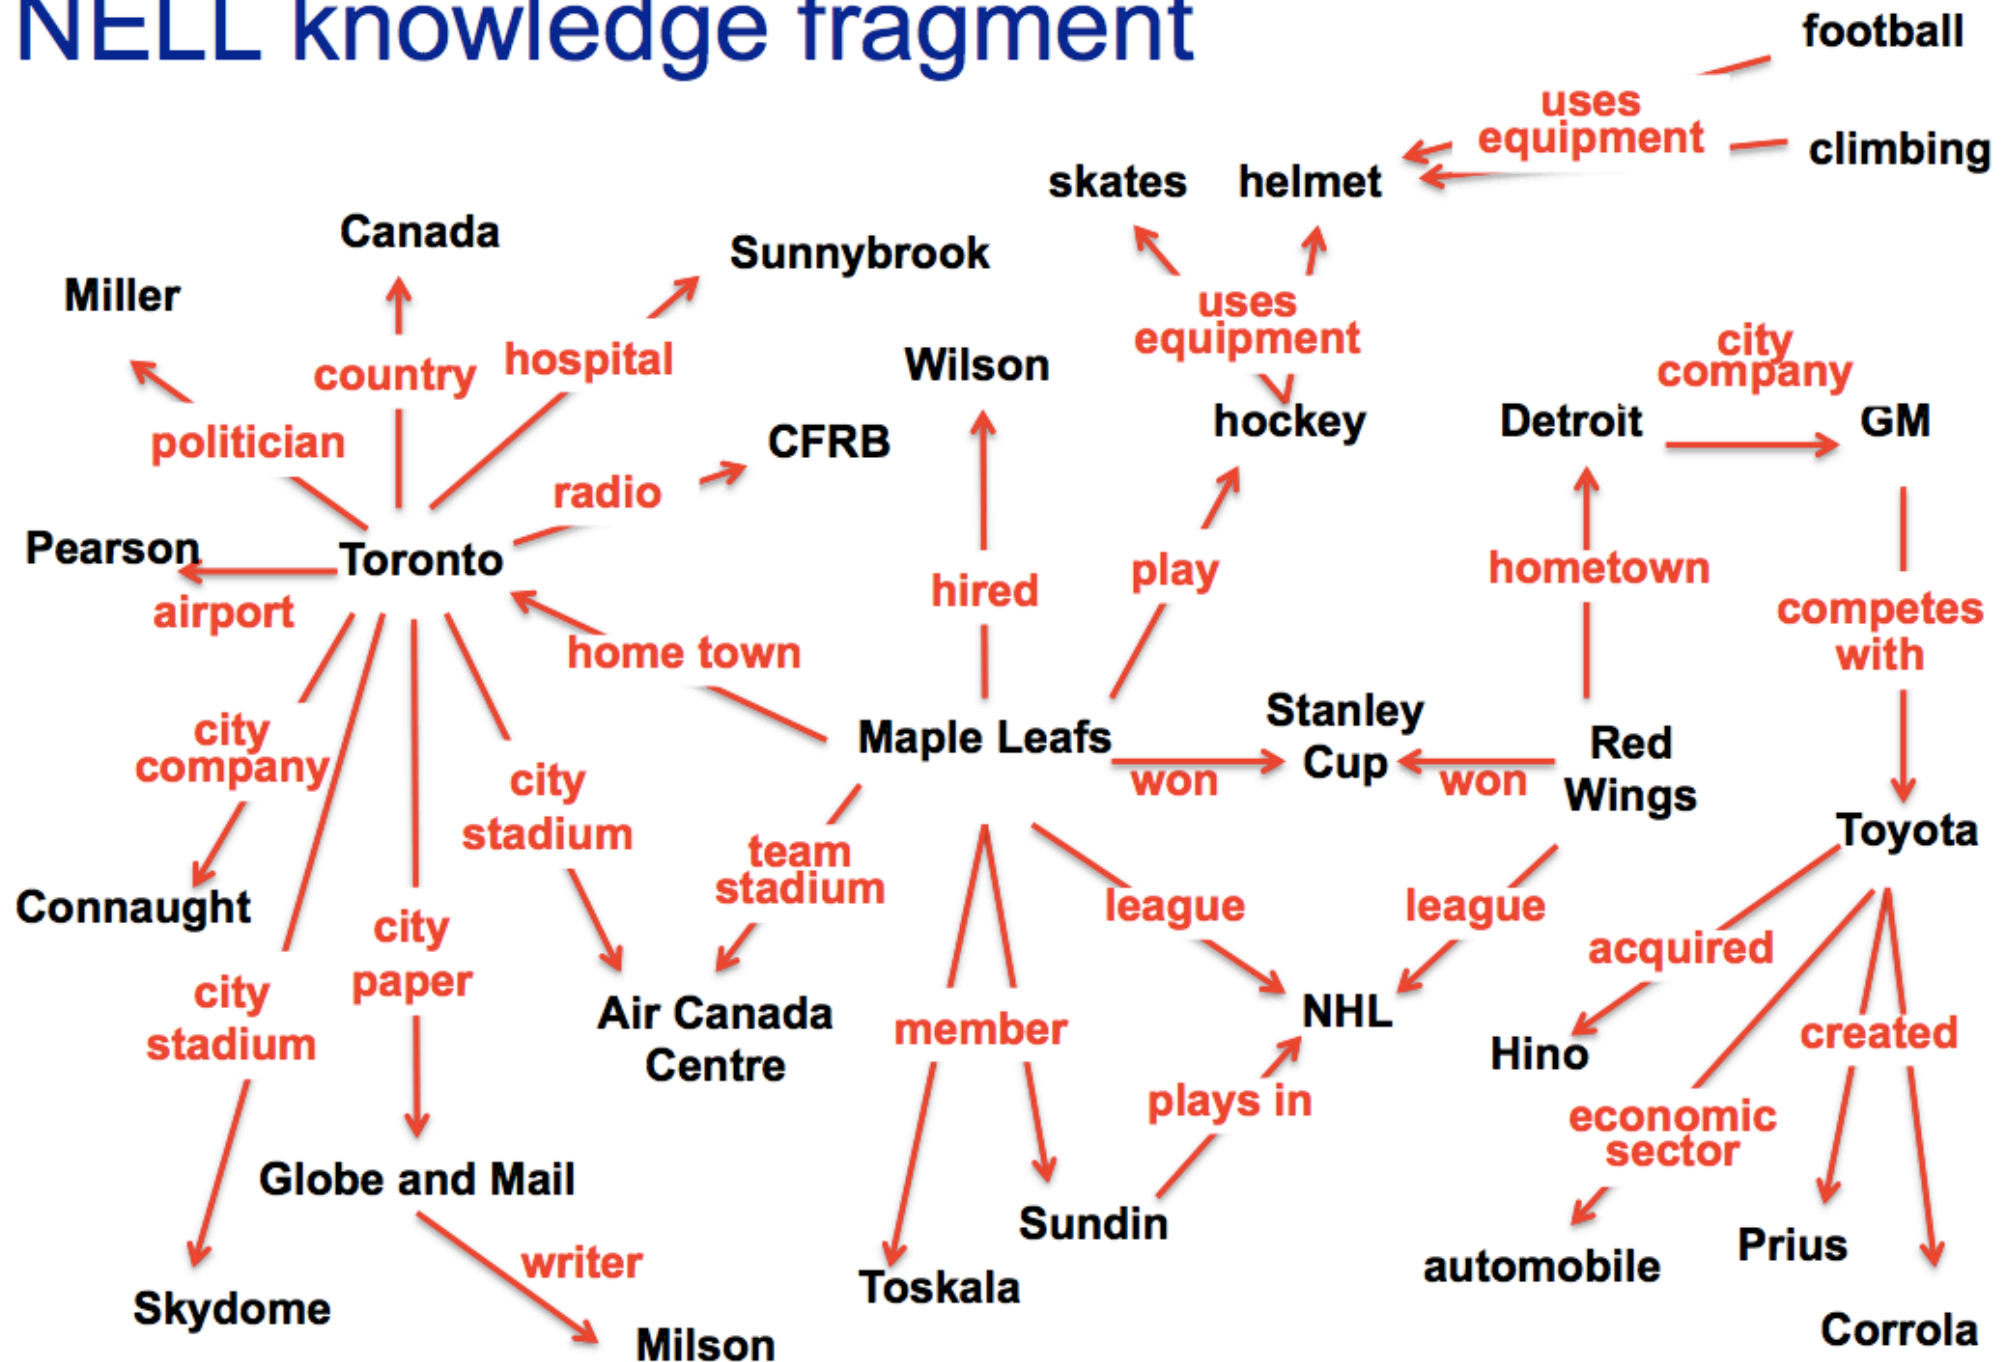 NELL knowledge fragment
football
uses
equipment
climbing
skates
helmet
Canada
Sunnybrook
Miller
uses
equipment
country
hospital
Wilson
city
company
politician
CFRB
hockey
Detroit
GM
radio
Pearson
Toronto
airport
hired
play
hometown
competes
with
home town
city
company
Maple Leafs
Stanley
Cup
won
won
Red
Wings
city
stadium
team
stadium
Toyota
Connaught
city
paper
league
league
acquired
city
stadium
Air Canada
Centre
member
NHL
Hino
created
plays in
economic
sector
Globe and Mail
Sundin
writer
Toskala
automobile
Prius
Skydome
Milson
Corrola